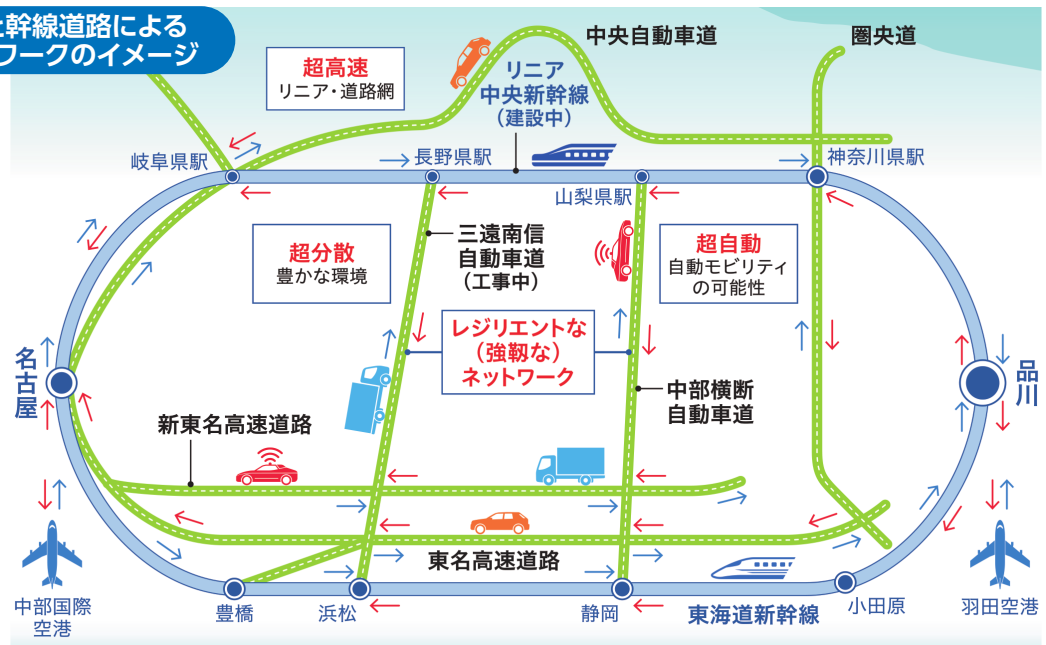 と幹線道路による
ワークのイメージ
中央自動車道
圏央道
超高速
リニア・道路網
リニア
中央新幹線
(建設中)
岐阜県駅
長野県駅
山梨県駅
神奈川県駅
超分散
豊かな環境
三遠南信
自動車道
(工事中)
超自動
自動モビリティ
の可能性
レジリエントな
(強靱な)
ネットワーク
名古屋
品川
中部横断
自動車道
新東名高速道路
東名高速道路
中部国際
空港
豊橋
浜松
静岡
東海道新幹線
小田原
羽田空港